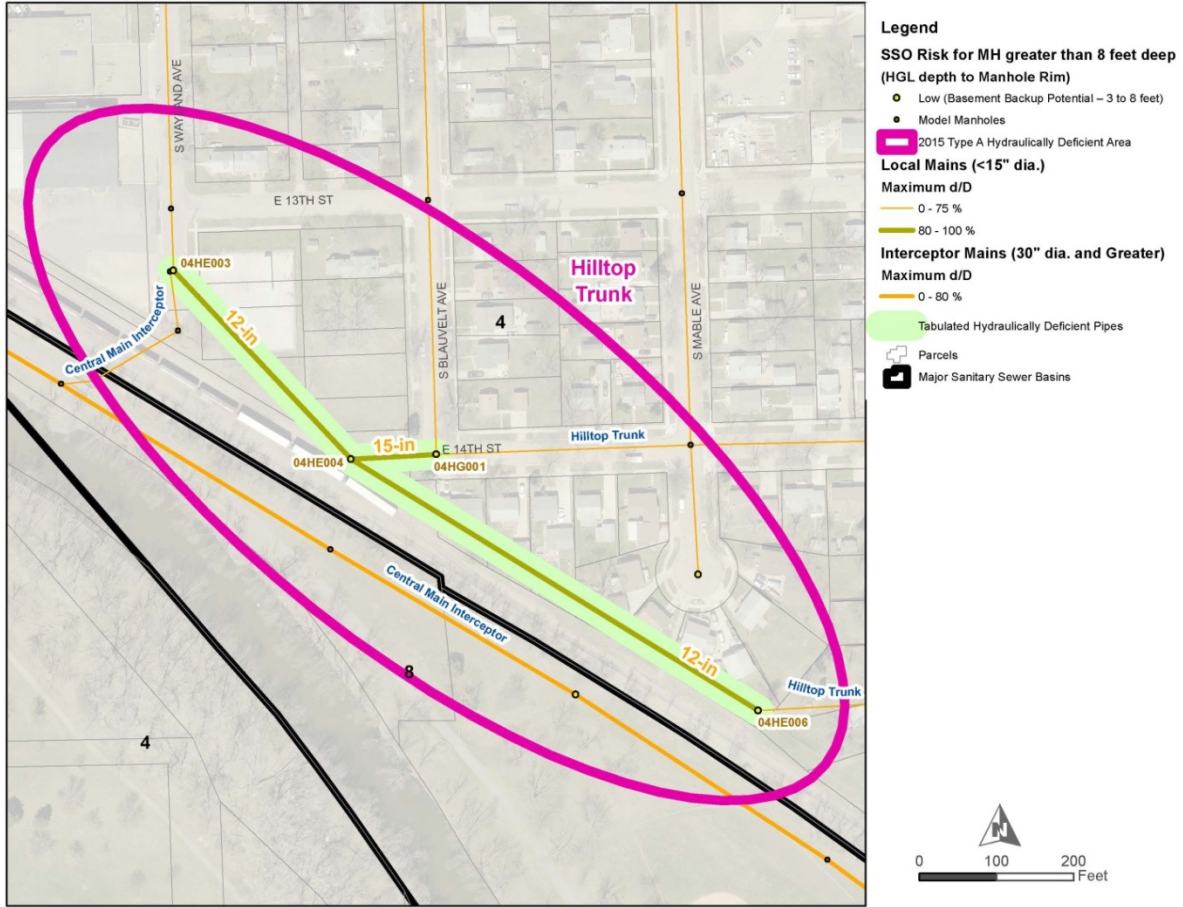 S WAYLAND AVE
E 13TH ST
04HE003
Hilltop
Trunk
12-in
S BLAUVELT AVE
4
S MABLE AVE
Central Main Interceptor
15-in
E 14TH ST
Hilltop Trunk
04HE004
04HG001
Central Main Interceptor
12-in
8
Hilltop Trunk
04HE006
4
Legend
SSO Risk for MH greater than 8 feet deep
(HGL depth to Manhole Rim)
Low (Basement Backup Potential – 3 to 8 feet)
Model Manholes
2015 Type A Hydraulically Deficient Area
Local Mains (<15" dia.)
Maximum d/D
0 - 75 %
80 - 100 %
Interceptor Mains (30" dia. and Greater)
Maximum d/D
0 - 80 %
Tabulated Hydraulically Deficient Pipes
Parcels
Major Sanitary Sewer Basins
N
0 100 200
Feet